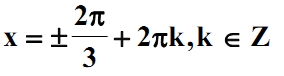 x = ± 2π/3 + 2πk, k ∈ Z